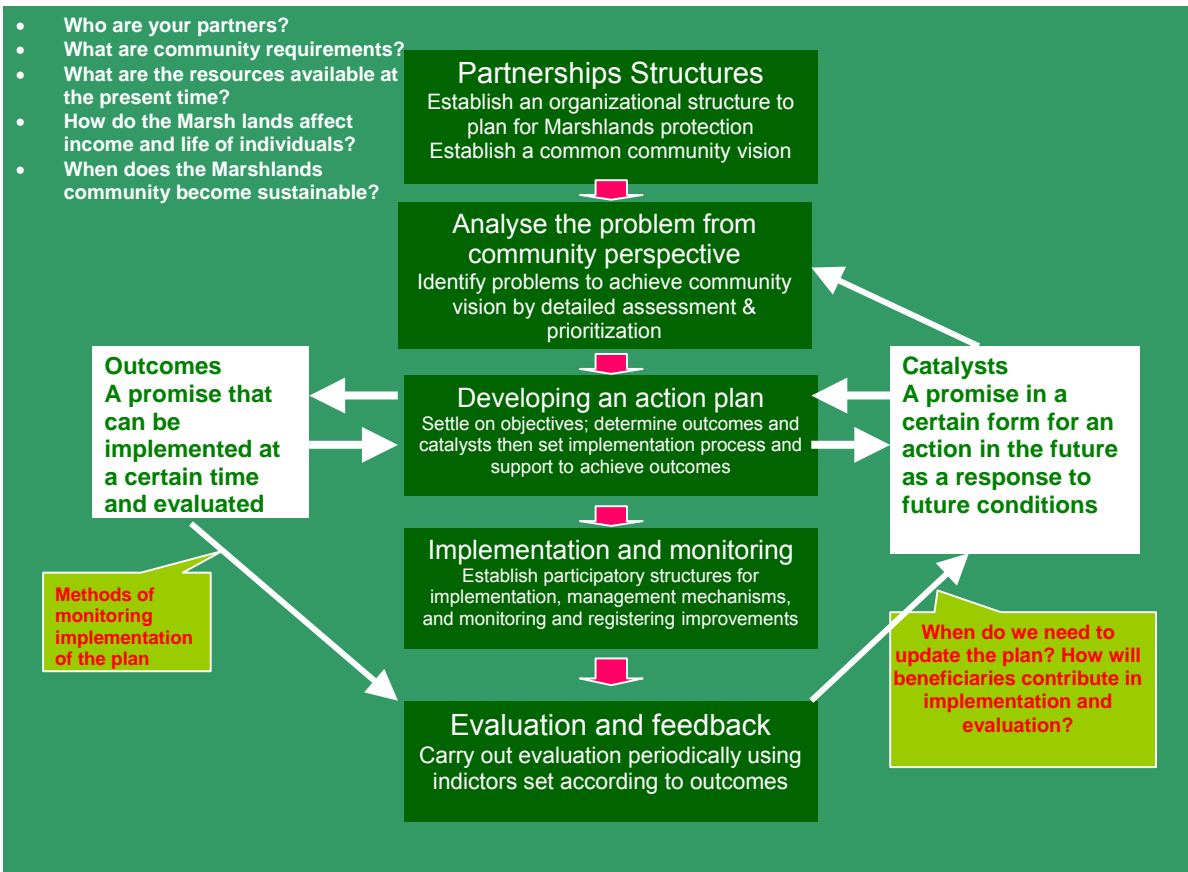 • Who are your partners?
• What are community requirements?
• What are the resources available at
the present time?
• How do the Marsh lands affect
income and life of individuals?
• When does the Marshlands
community become sustainable?
Partnerships Structures
Establish an organizational structure to
plan for Marshlands protection
Establish a common community vision
Analyse the problem from
community perspective
Identify problems to achieve community
vision by detailed assessment &
prioritization
Outcomes
A promise that
can be
implemented at
a certain time
and evaluated
Developing an action plan
Settle on objectives; determine outcomes and
catalysts then set implementation process and
support to achieve outcomes
Catalysts
A promise in a
certain form for an
action in the future
as a response to
future conditions
Implementation and monitoring
Establish participatory structures for
implementation, management mechanisms,
and monitoring and registering improvements
Methods of
monitoring
implementation
of the plan
When do we need to
update the plan? How will
beneficiaries contribute in
implementation and
evaluation?
Evaluation and feedback
Carry out evaluation periodically using
indictors set according to outcomes